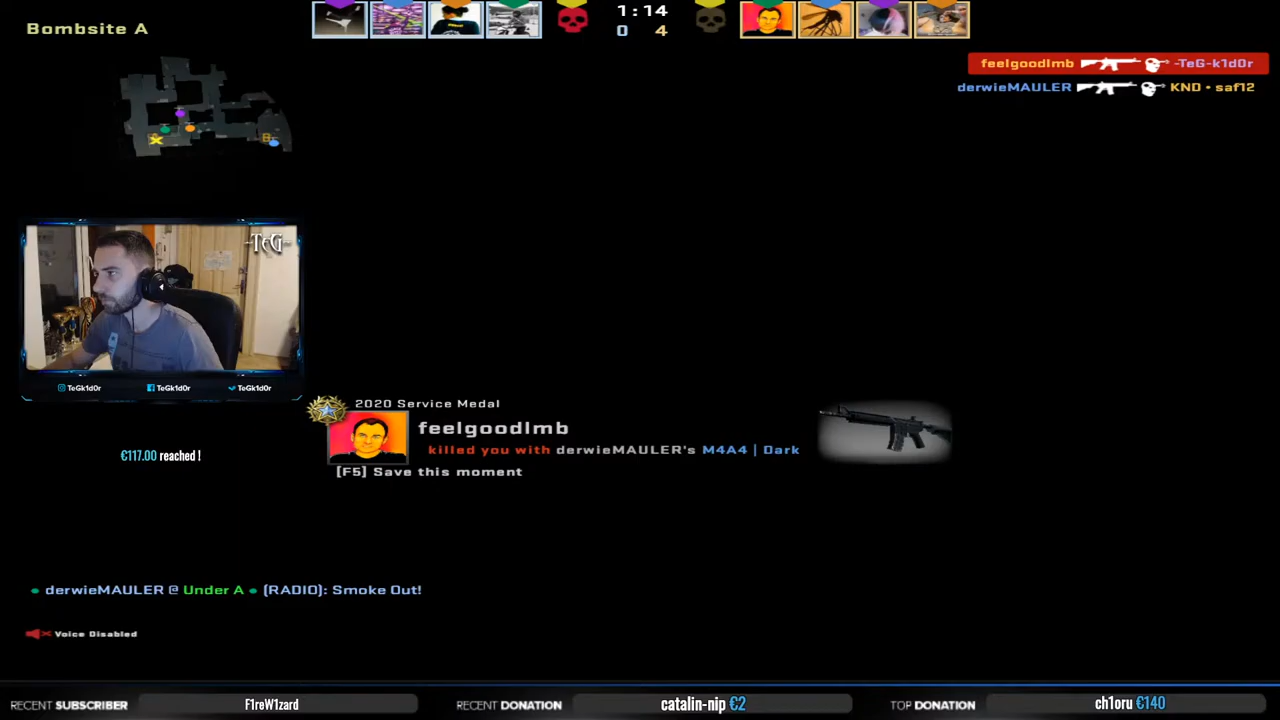 Bombsite A
1:14
0 4
feelgoodlmb -TeG-k1d0r
derwieMAULER KND • saf12
B
-TeG-
TeGk1d0r TeGk1d0r TeGk1d0r
€117.00 reached !
2020 Service Medal
feelgoodlmb
killed you with derwieMAULER's M4A4 | Dark
[F5] Save this moment
derwieMAULER @ Under A (RADIO): Smoke Out!
Voice Disabled
RECENT SUBSCRIBER F1reW1zard RECENT DONATION catalin-nip €2 TOP DONATION ch1oru €140